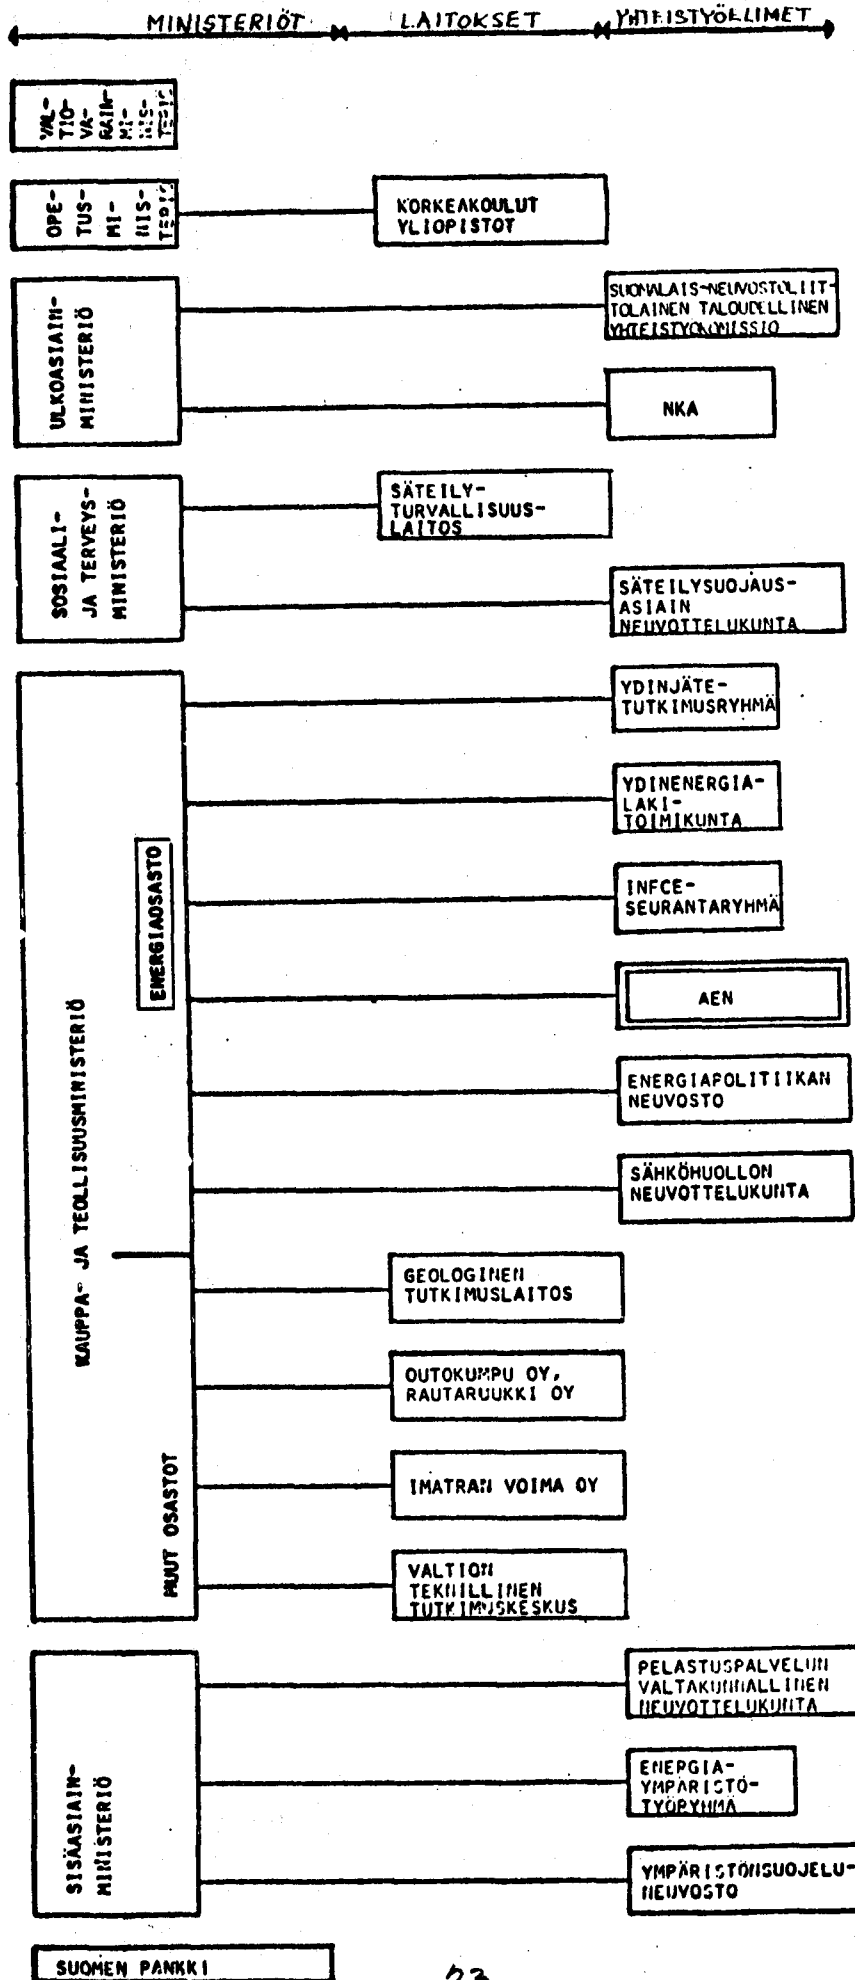 MINISTERIÖT LAITOKSET YHTEISTYÖELIMET
VAL-
TIO-
VA-
RAIN-
MI-
NIS-
TERIÖ
OPE-
TUS-
MI-
NIS-
TERIÖ
KORKEAKOULUT
YLIOPISTOT
ULKOASIAIN-
MINISTERIÖ
SUOMALAIS-NEUVOSTOLIIT-
TOLAINEN TALOUDELLINEN
YHTEISTYÖKOMISSIO
NKA
SOSIAALI-
JA TERVEYS-
MINISTERIÖ
SÄTEILY-
TURVALLISUUS-
LAITOS
SÄTEILYSUOJAUS-
ASIAIN
NEUVOTTELUKUNTA
KAUPPA- JA TEOLLISUUSMINISTERIÖ
ENERGIAOSASTO
YDINJÄTE-
TUTKIMUSRYHMÄ
YDINENERGIA-
LAKI-
TOIMIKUNTA
INFCE-
SEURANTARYHMÄ
AEN
ENERGIAPOLITIIKAN
NEUVOSTO
SÄHKÖHUOLLON
NEUVOTTELUKUNTA
MUUT OSASTOT
GEOLOGINEN
TUTKIMUSLAITOS
OUTOKUMPU OY,
RAUTARUUKKI OY
IMATRAN VOIMA OY
VALTION
TEKNILLINEN
TUTKIMUSKESKUS
SISÄASIAIN-
MINISTERIÖ
PELASTUSPALVELUN
VALTAKUNNALLINEN
NEUVOTTELUKUNTA
ENERGIA-
YMPÄRISTÖ-
TYÖRYHMÄ
YMPÄRISTÖNSUOJELU-
NEUVOSTO
SUOMEN PANKKI